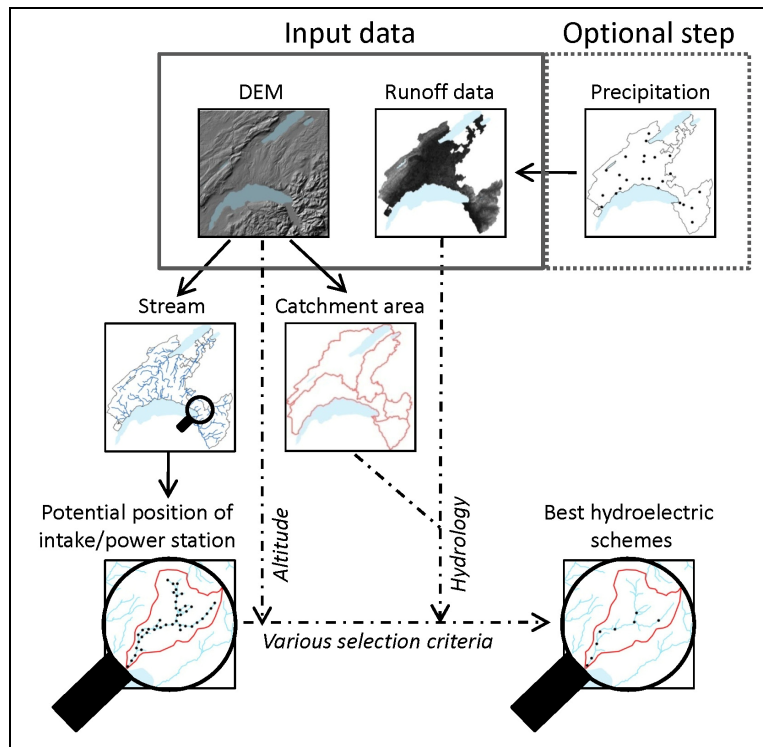 Input data
Optional step
DEM
Runoff data
Precipitation
Stream
Catchment area
Potential position of
intake/power station
Altitude
Hydrology
Best hydroelectric
schemes
Various selection criteria